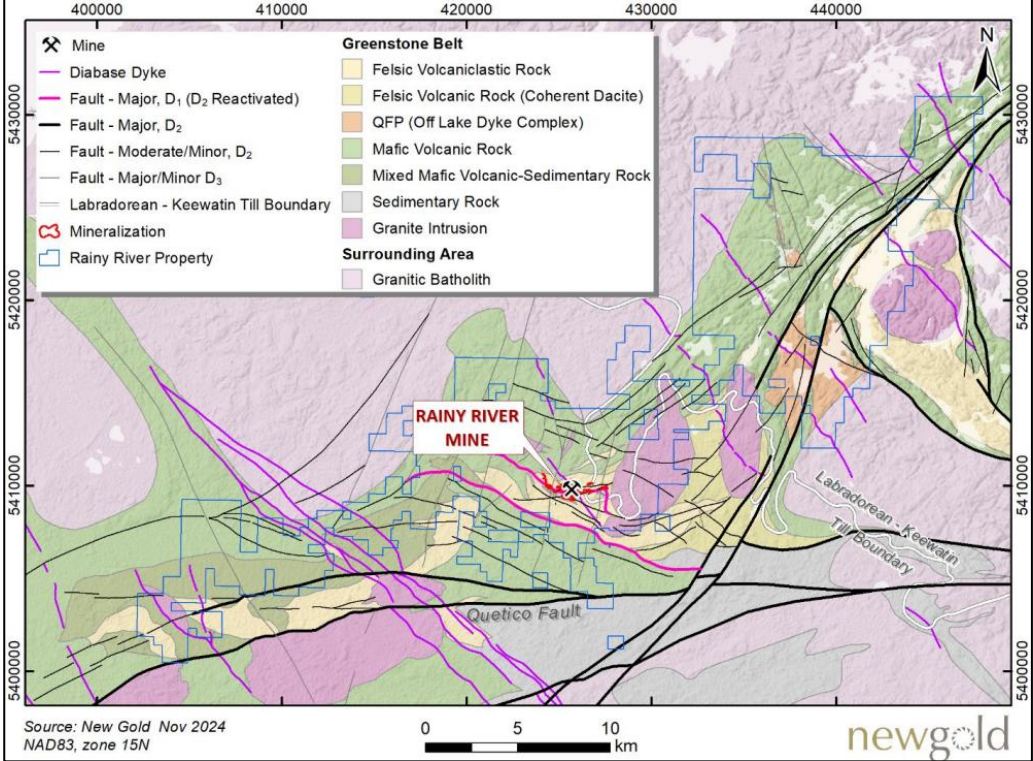 400000 410000 420000 430000 440000
N
Mine
Diabase Dyke
Fault - Major, D1 (D2 Reactivated)
Fault - Major, D2
Fault - Moderate/Minor, D2
Fault - Major/Minor D3
Labradorean - Keewatin Till Boundary
Mineralization
Rainy River Property
Greenstone Belt
Felsic Volcaniclastic Rock
Felsic Volcanic Rock (Coherent Dacite)
QFP (Off Lake Dyke Complex)
Mafic Volcanic Rock
Mixed Mafic Volcanic-Sedimentary Rock
Sedimentary Rock
Granite Intrusion
Surrounding Area
Granitic Batholith
5430000
5430000
5420000
5420000
RAINY RIVER
MINE
5410000
5410000
Labradorean - Keewatin
Till Boundary
Quetico Fault
5400000
5400000
Source: New Gold Nov 2024
NAD83, zone 15N
0 5 10
km
newgold